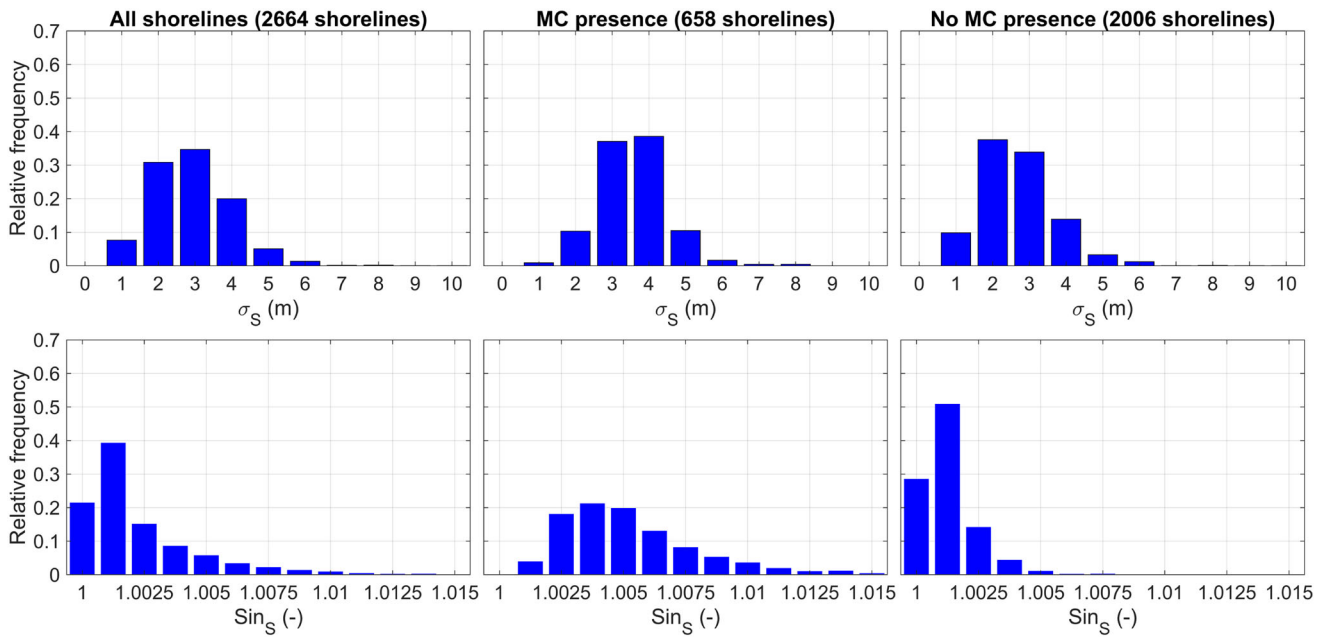 All shorelines (2664 shorelines)
MC presence (658 shorelines)
No MC presence (2006 shorelines)
Relative frequency
0.7
0.6
0.5
0.4
0.3
0.2
0.1
0
0 1 2 3 4 5 6 7 8 9 10
σS (m)
0 1 2 3 4 5 6 7 8 9 10
σS (m)
0 1 2 3 4 5 6 7 8 9 10
σS (m)
Relative frequency
0.7
0.6
0.5
0.4
0.3
0.2
0.1
0
1 1.0025 1.005 1.0075 1.01 1.0125 1.015
SinS (-)
1 1.0025 1.005 1.0075 1.01 1.0125 1.015
SinS (-)
1 1.0025 1.005 1.0075 1.01 1.0125 1.015
SinS (-)